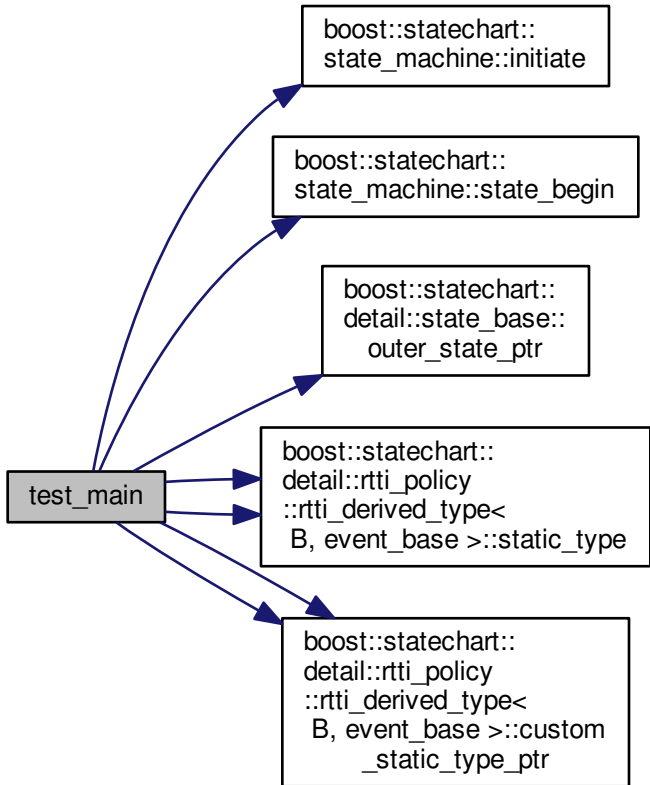 boost::statechart::
state_machine::initiate
boost::statechart::
state_machine::state_begin
boost::statechart::
detail::state_base::
outer_state_ptr
test_main
boost::statechart::
detail::rtti_policy
::rtti_derived_type<
B, event_base >::static_type
boost::statechart::
detail::rtti_policy
::rtti_derived_type<
B, event_base >::custom
_static_type_ptr